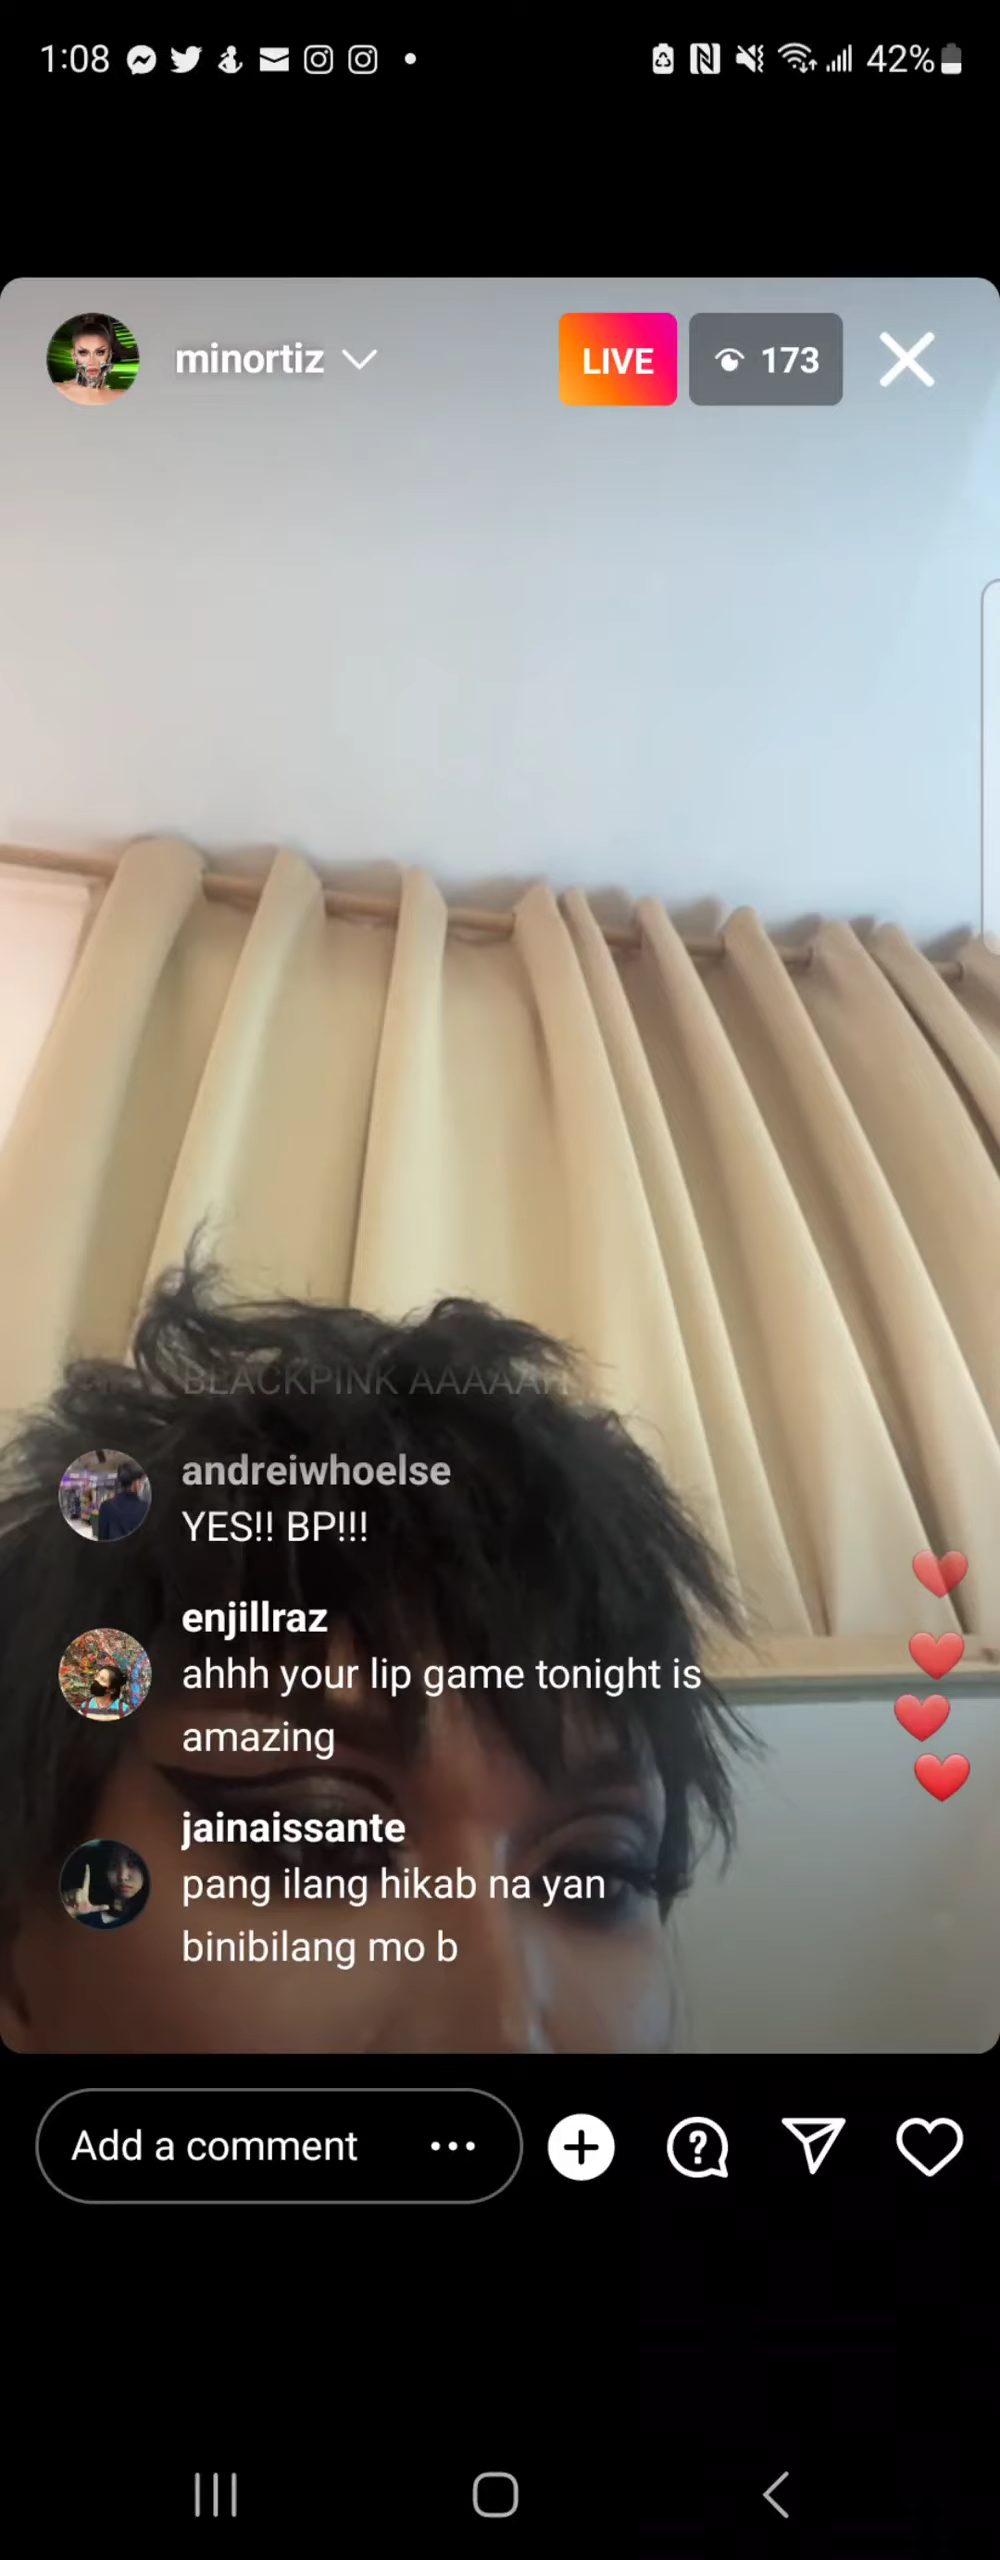 1:08
42%
minortiz
LIVE
173
BLACKPINK AAAAAH
andreiwhoelse
YES!! BP!!!
enjillraz
ahhh your lip game tonight is
amazing
jainaissante
pang ilang hikab na yan
binibilang mo b
Add a comment